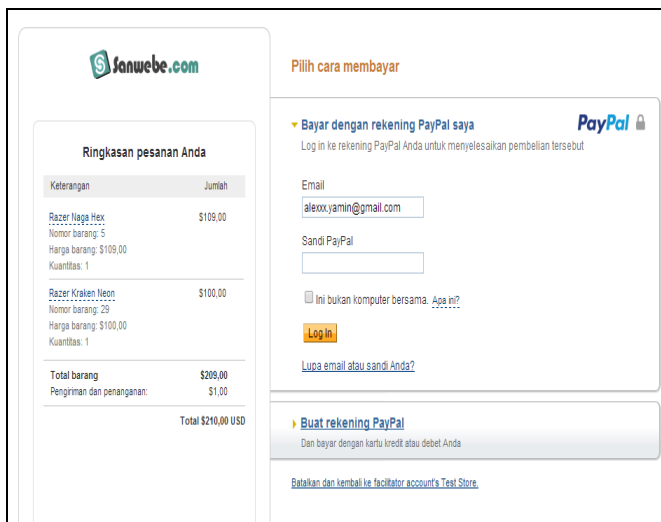 Sanwebe.com
Pilih cara membayar
Ringkasan pesanan Anda
Keterangan Jumlah
Razer Naga Hex $109,00
Nomor barang: 5
Harga barang: $109,00
Kuantitas: 1
Razer Kraken Neon $100,00
Nomor barang: 29
Harga barang: $100,00
Kuantitas: 1
Total barang $209,00
Pengiriman dan penanganan: $1,00
Total $210,00 USD
Bayar dengan rekening PayPal saya PayPal
Log in ke rekening PayPal Anda untuk menyelesaikan pembelian tersebut
Email
alexxx.yamin@gmail.com
Sandi PayPal
Ini bukan komputer bersama. Apa ini?
Log In
Lupa email atau sandi Anda?
Buat rekening PayPal
Dan bayar dengan kartu kredit atau debet Anda
Batalkan dan kembali ke facilitator account's Test Store.